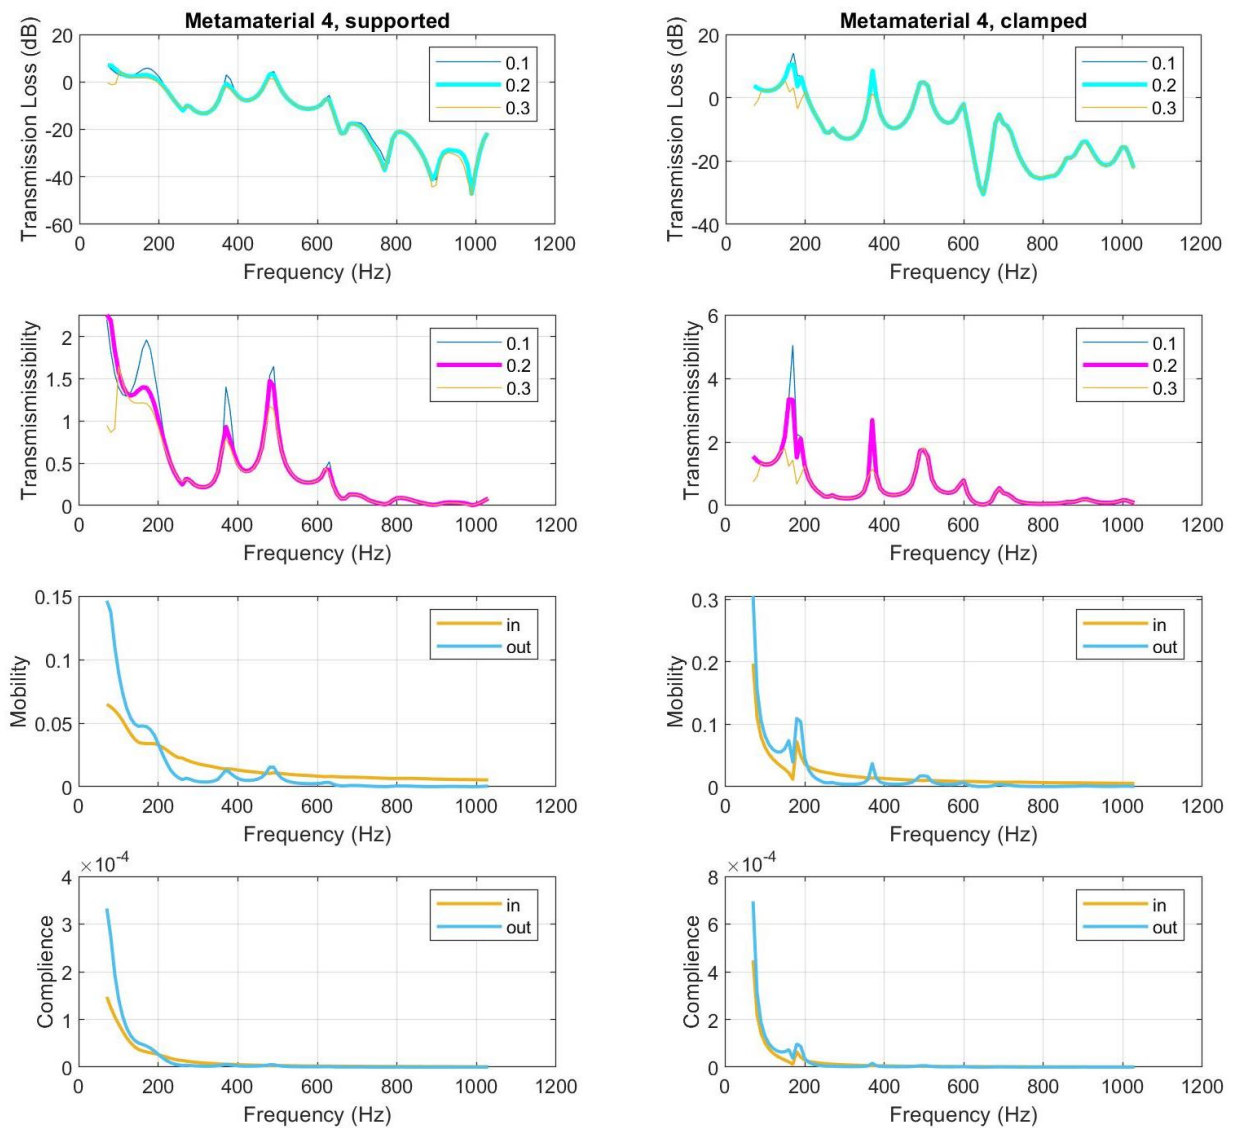 Metamaterial 4, supported
Transmission Loss (dB)
20
0
-20
-40
-60
0 200 400 600 800 1000 1200
Frequency (Hz)
0.1
0.2
0.3
Metamaterial 4, clamped
Transmission Loss (dB)
20
0
-20
-40
0 200 400 600 800 1000 1200
Frequency (Hz)
0.1
0.2
0.3
Transmismissibility
2
1.5
1
0.5
0
0 200 400 600 800 1000 1200
Frequency (Hz)
0.1
0.2
0.3
Transmismissibility
6
4
2
0
0 200 400 600 800 1000 1200
Frequency (Hz)
0.1
0.2
0.3
Mobility
0.15
0.1
0.05
0
0 200 400 600 800 1000 1200
Frequency (Hz)
in
out
Mobility
0.3
0.2
0.1
0
0 200 400 600 800 1000 1200
Frequency (Hz)
in
out
Complience
×10-4
4
3
2
1
0
0 200 400 600 800 1000 1200
Frequency (Hz)
in
out
Complience
×10-4
8
6
4
2
0
0 200 400 600 800 1000 1200
Frequency (Hz)
in
out